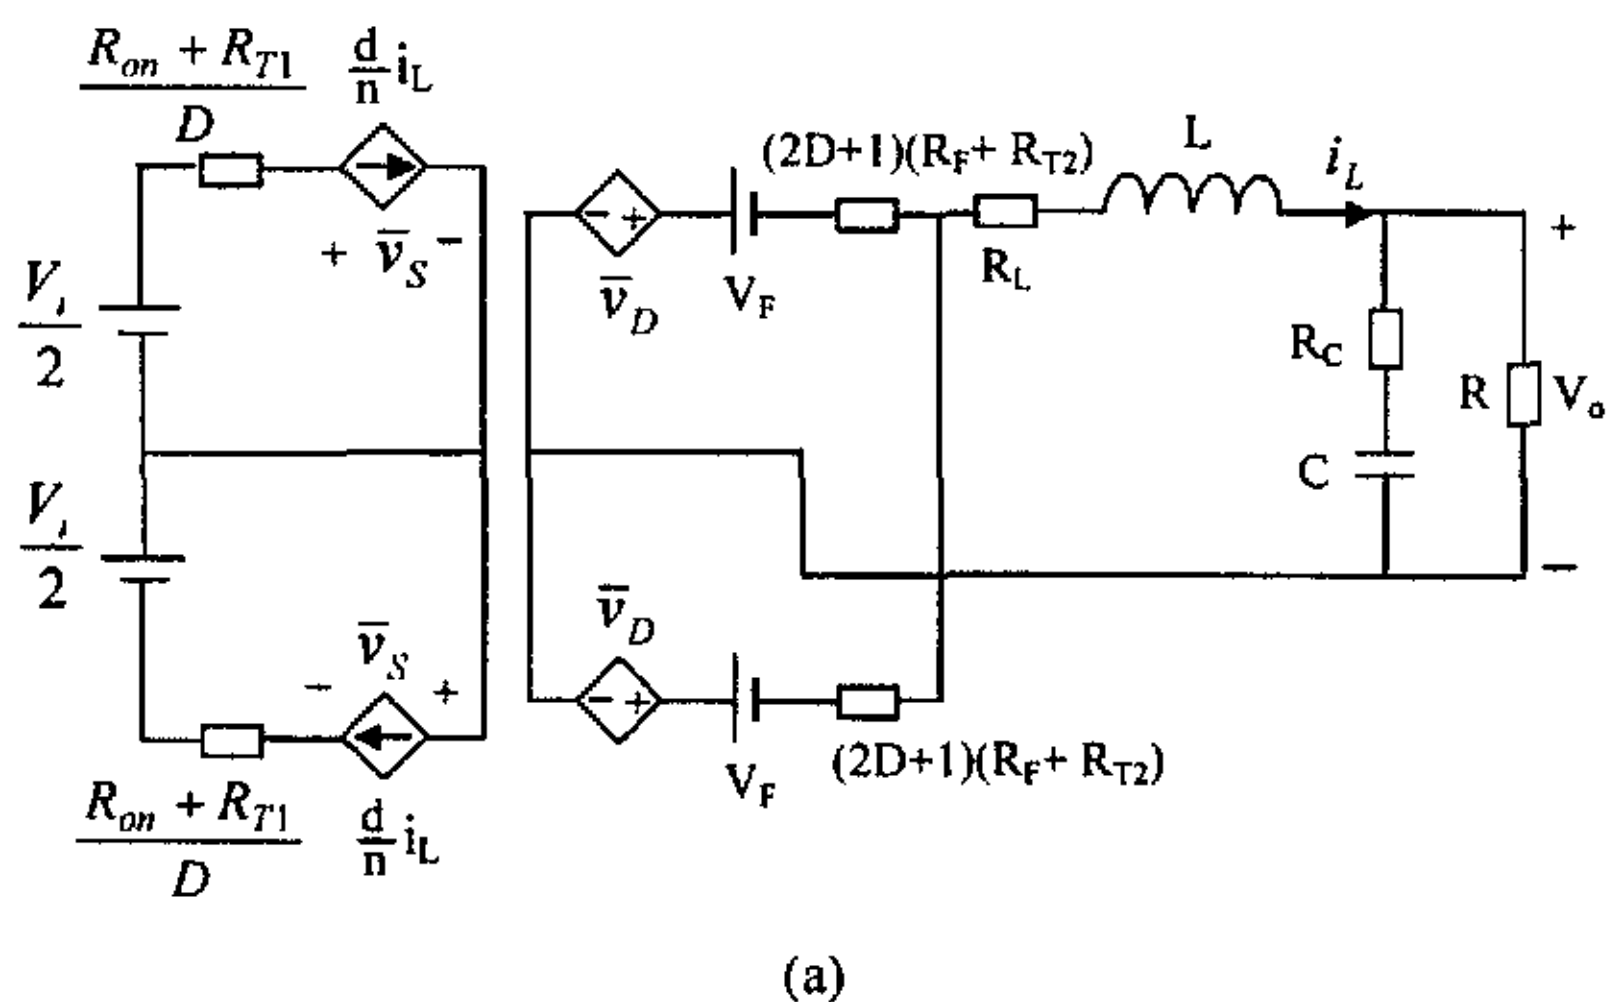 (R_on + R_T1)/D
d/n i_L
+ v̄_S −
V_i/2
− +
v̄_D
V_F
(2D+1)(R_F+ R_T2)
R_L
L
i_L
+
R_C
C
R
V_o
−
V_i/2
v̄_S
− +
(R_on + R_T1)/D
d/n i_L
v̄_D
− +
V_F
(2D+1)(R_F+ R_T2)
(a)